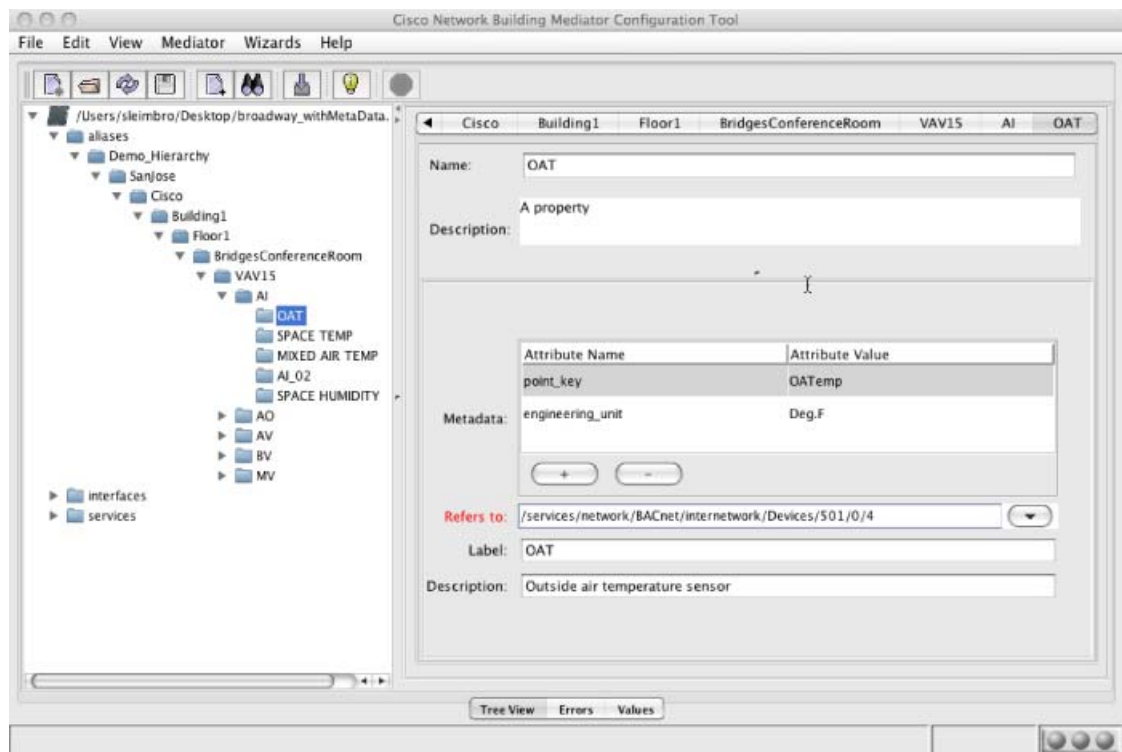 Cisco Network Building Mediator Configuration Tool
File Edit View Mediator Wizards Help
/Users/sleimbro/Desktop/broadway_withMetaData.
aliases
Demo_Hierarchy
SanJose
Cisco
Building1
Floor1
BridgesConferenceRoom
VAV15
AI
OAT
SPACE TEMP
MIXED AIR TEMP
AI_02
SPACE HUMIDITY
AO
AV
BV
MV
interfaces
services
Cisco Building1 Floor1 BridgesConferenceRoom VAV15 AI OAT
Name: OAT
Description: A property
Metadata:
Attribute Name Attribute Value
point_key OATemp
engineering_unit Deg.F
+ -
Refers to: /services/network/BACnet/internetwork/Devices/501/0/4
Label: OAT
Description: Outside air temperature sensor
Tree View Errors Values